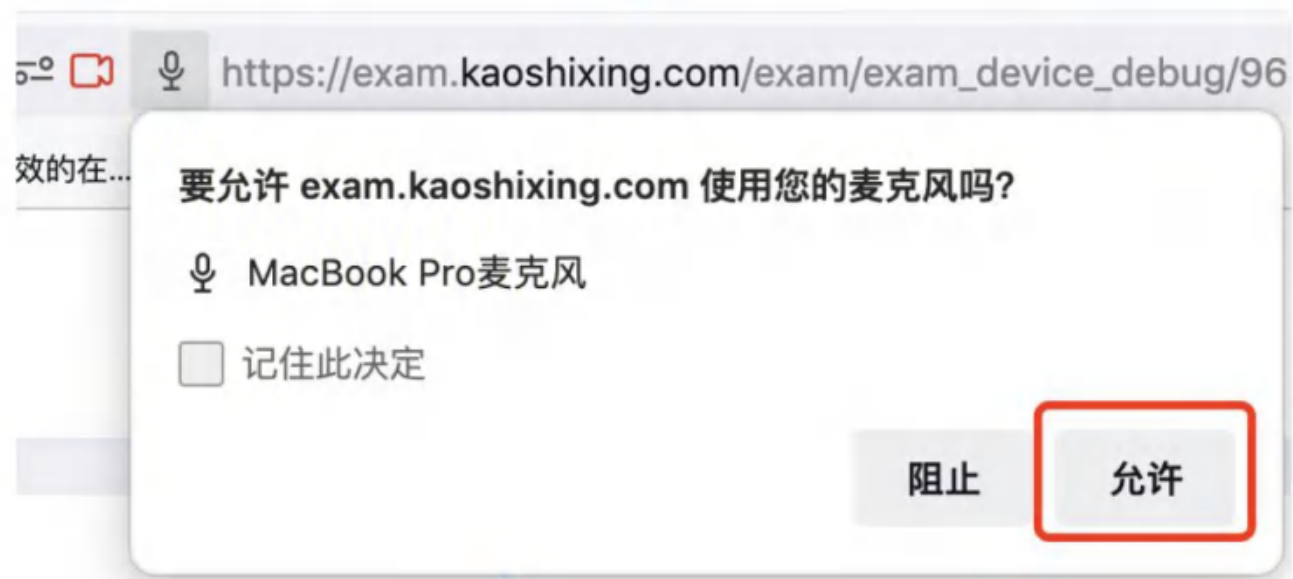 https://exam.kaoshixing.com/exam/exam_device_debug/96
效的在...
要允许 exam.kaoshixing.com 使用您的麦克风吗?
MacBook Pro麦克风
记住此决定
阻止 允许